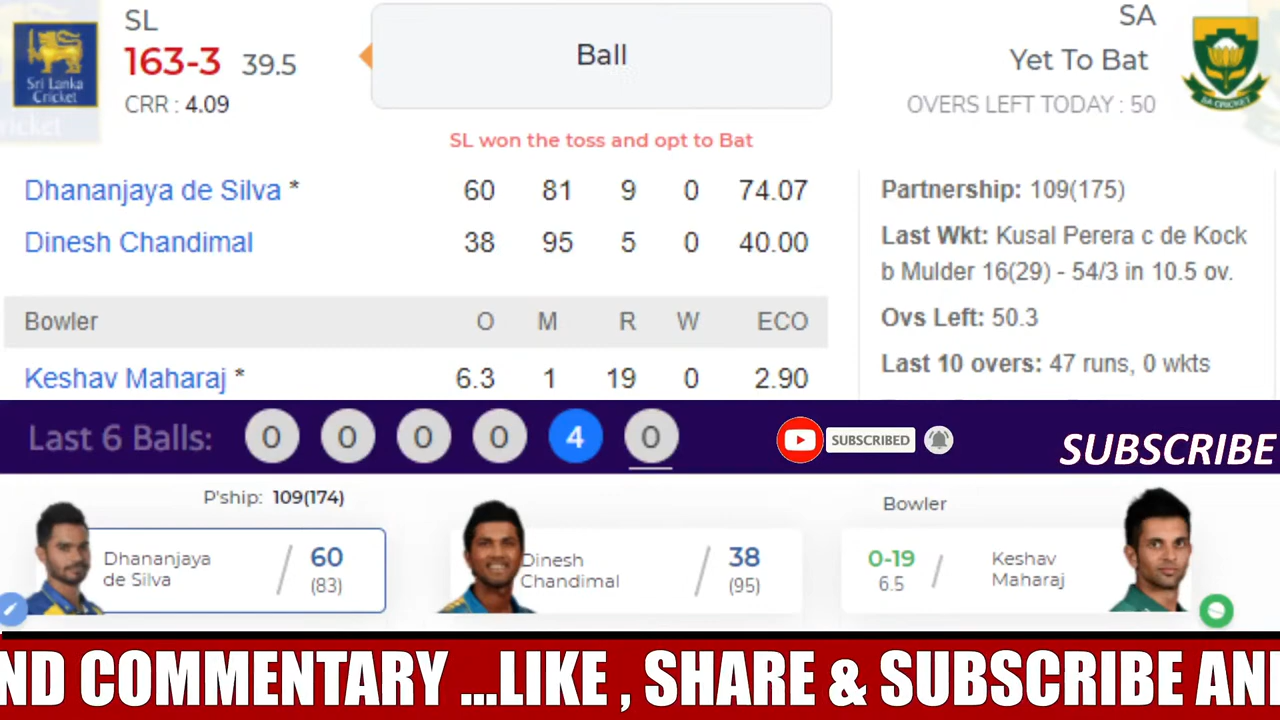 SL
163-3 39.5
CRR : 4.09
Sri Lanka
Cricket
ricket
Ball
SA
Yet To Bat
OVERS LEFT TODAY : 50
SA CRICKET
SL won the toss and opt to Bat
Dhananjaya de Silva * 60 81 9 0 74.07
Dinesh Chandimal 38 95 5 0 40.00
Bowler O M R W ECO
Keshav Maharaj * 6.3 1 19 0 2.90
Partnership: 109(175)
Last Wkt: Kusal Perera c de Kock
b Mulder 16(29) - 54/3 in 10.5 ov.
Ovs Left: 50.3
Last 10 overs: 47 runs, 0 wkts
Last 6 Balls: 0 0 0 0 4 0
SUBSCRIBED
SUBSCRIBE
P'ship: 109(174)
Dhananjaya
de Silva
60
(83)
Dinesh
Chandimal
38
(95)
Bowler
0-19
6.5
Keshav
Maharaj
ND COMMENTARY ...LIKE , SHARE & SUBSCRIBE AN